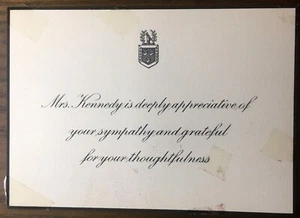 Mrs. Kennedy is deeply appreciative of
your sympathy and grateful
for your thoughtfulness